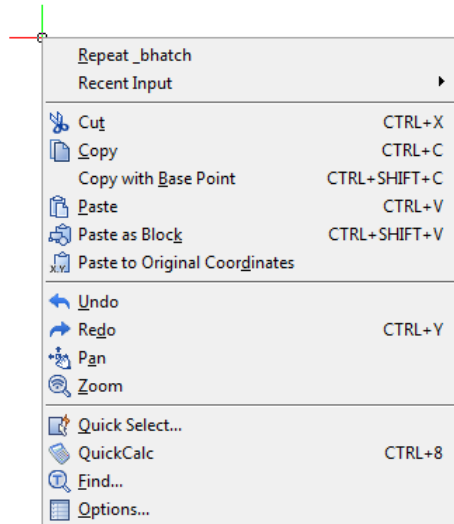 Repeat _bhatch
Recent Input
Cut CTRL+X
Copy CTRL+C
Copy with Base Point CTRL+SHIFT+C
Paste CTRL+V
Paste as Block CTRL+SHIFT+V
Paste to Original Coordinates
Undo
Redo CTRL+Y
Pan
Zoom
Quick Select...
QuickCalc CTRL+8
Find...
Options...